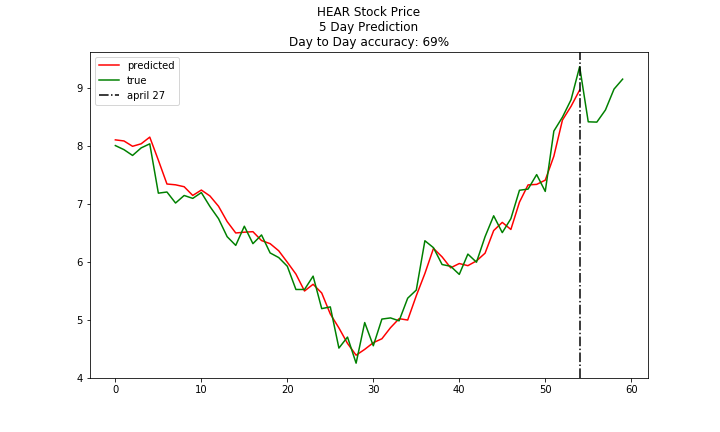 HEAR Stock Price
5 Day Prediction
Day to Day accuracy: 69%
predicted
true
april 27
9
8
7
6
5
4
0
10
20
30
40
50
60